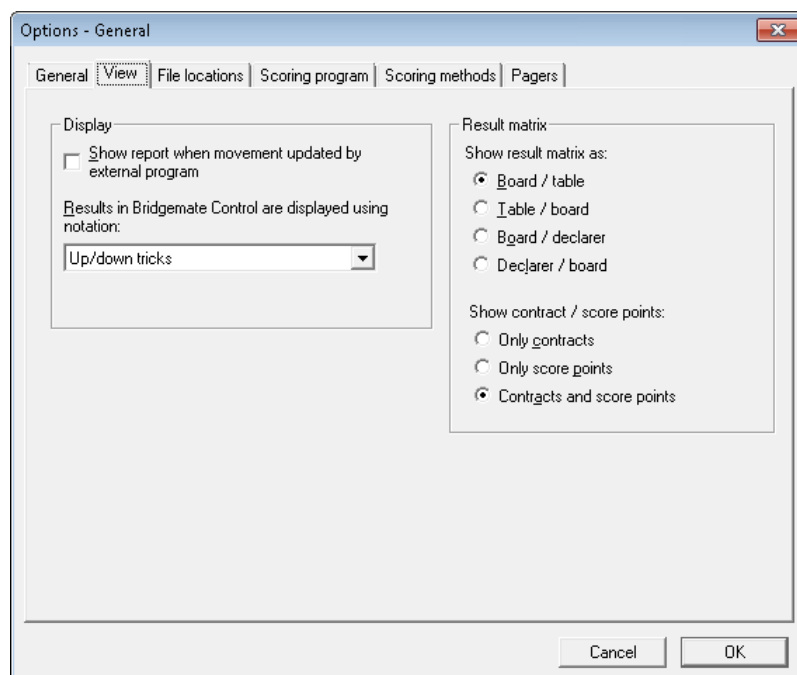 Options - General
General View File locations Scoring program Scoring methods Pagers
Display
Show report when movement updated by
external program
Results in Bridgemate Control are displayed using
notation:
Up/down tricks
Result matrix
Show result matrix as:
Board / table
Table / board
Board / declarer
Declarer / board
Show contract / score points:
Only contracts
Only score points
Contracts and score points
Cancel OK